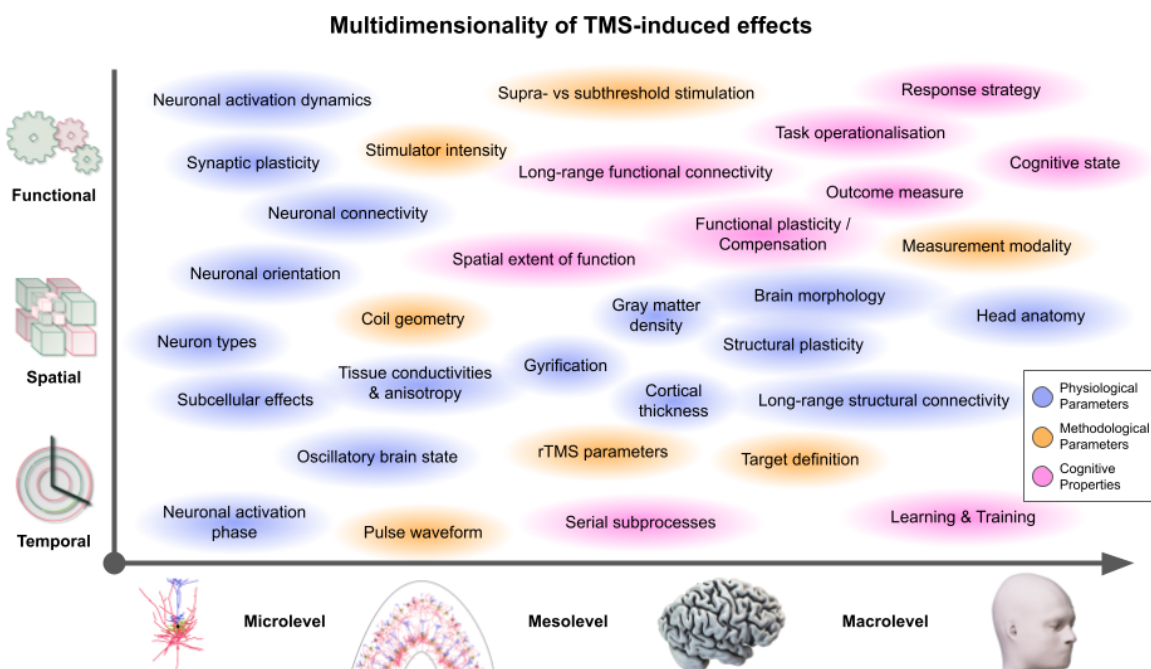 Multidimensionality of TMS-induced effects
Neuronal activation dynamics
Supra- vs subthreshold stimulation
Response strategy
Task operationalisation
Stimulator intensity
Synaptic plasticity
Cognitive state
Long-range functional connectivity
Functional
Outcome measure
Neuronal connectivity
Functional plasticity /
Compensation
Measurement modality
Spatial extent of function
Neuronal orientation
Brain morphology
Gray matter
density
Head anatomy
Coil geometry
Neuron types
Structural plasticity
Gyrification
Tissue conductivities
& anisotropy
Spatial
Subcellular effects
Cortical
thickness
Long-range structural connectivity
Physiological
Parameters
Methodological
Parameters
Cognitive
Properties
Oscillatory brain state
rTMS parameters
Target definition
Neuronal activation
phase
Pulse waveform
Serial subprocesses
Learning & Training
Temporal
Microlevel
Mesolevel
Macrolevel